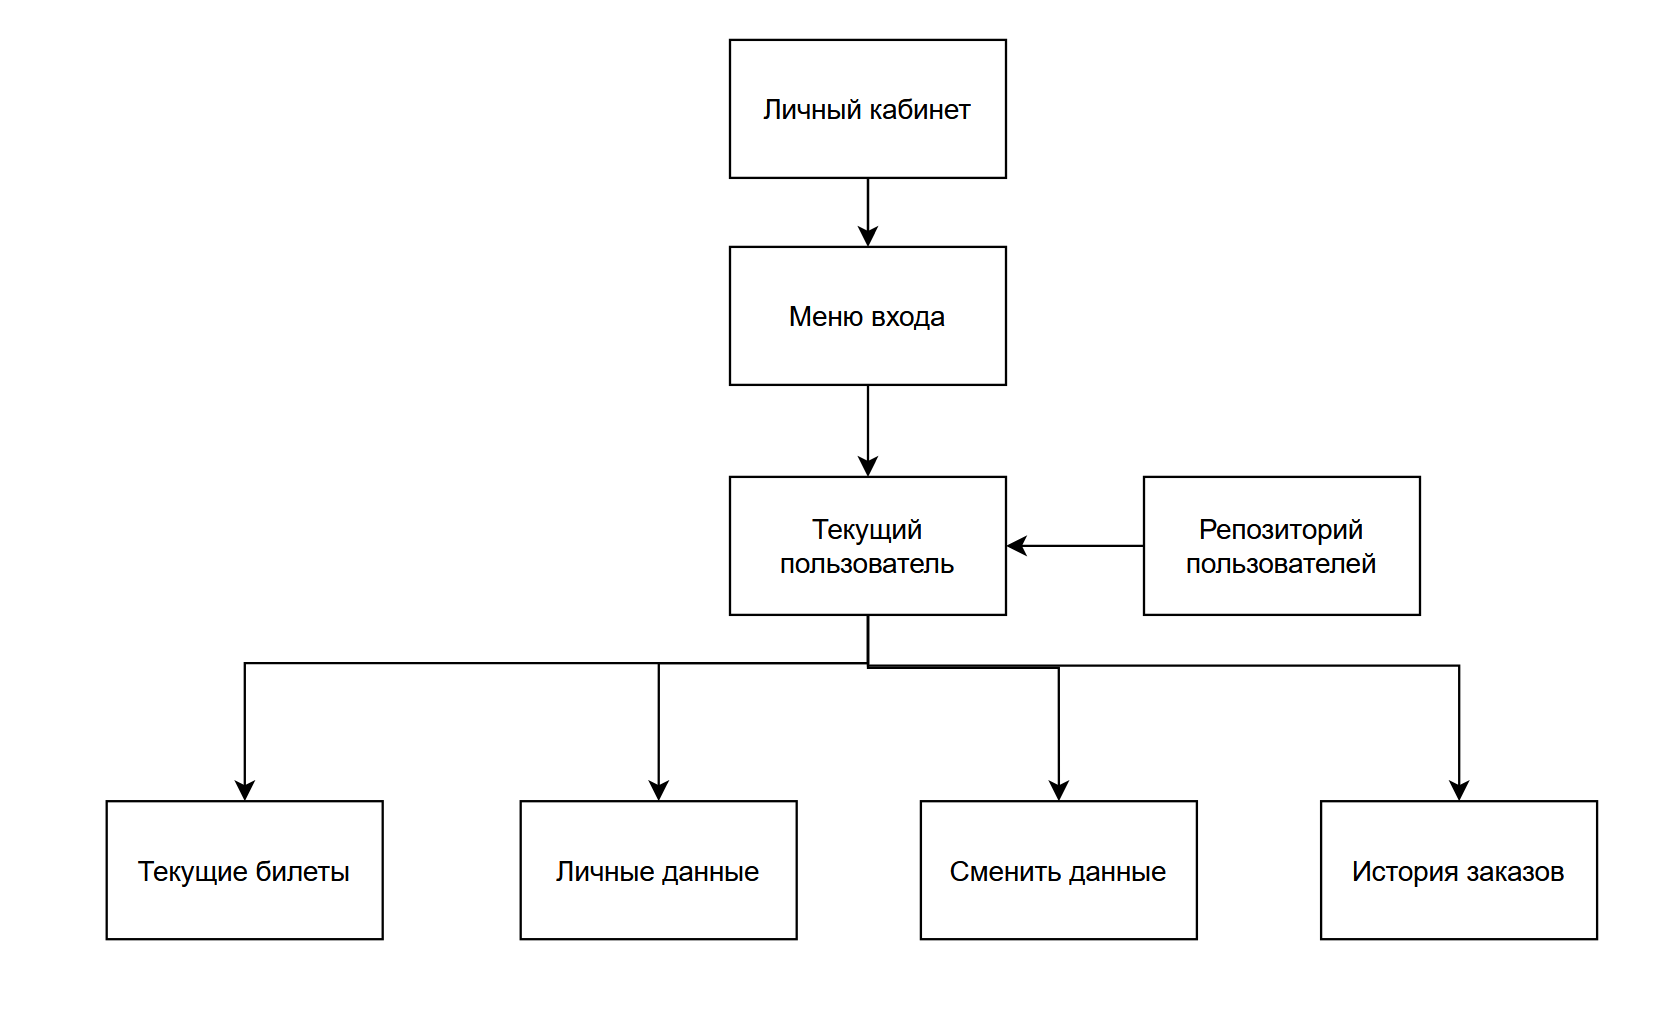 Личный кабинет
Меню входа
Текущий
пользователь
Репозиторий
пользователей
Текущие билеты
Личные данные
Сменить данные
История заказов